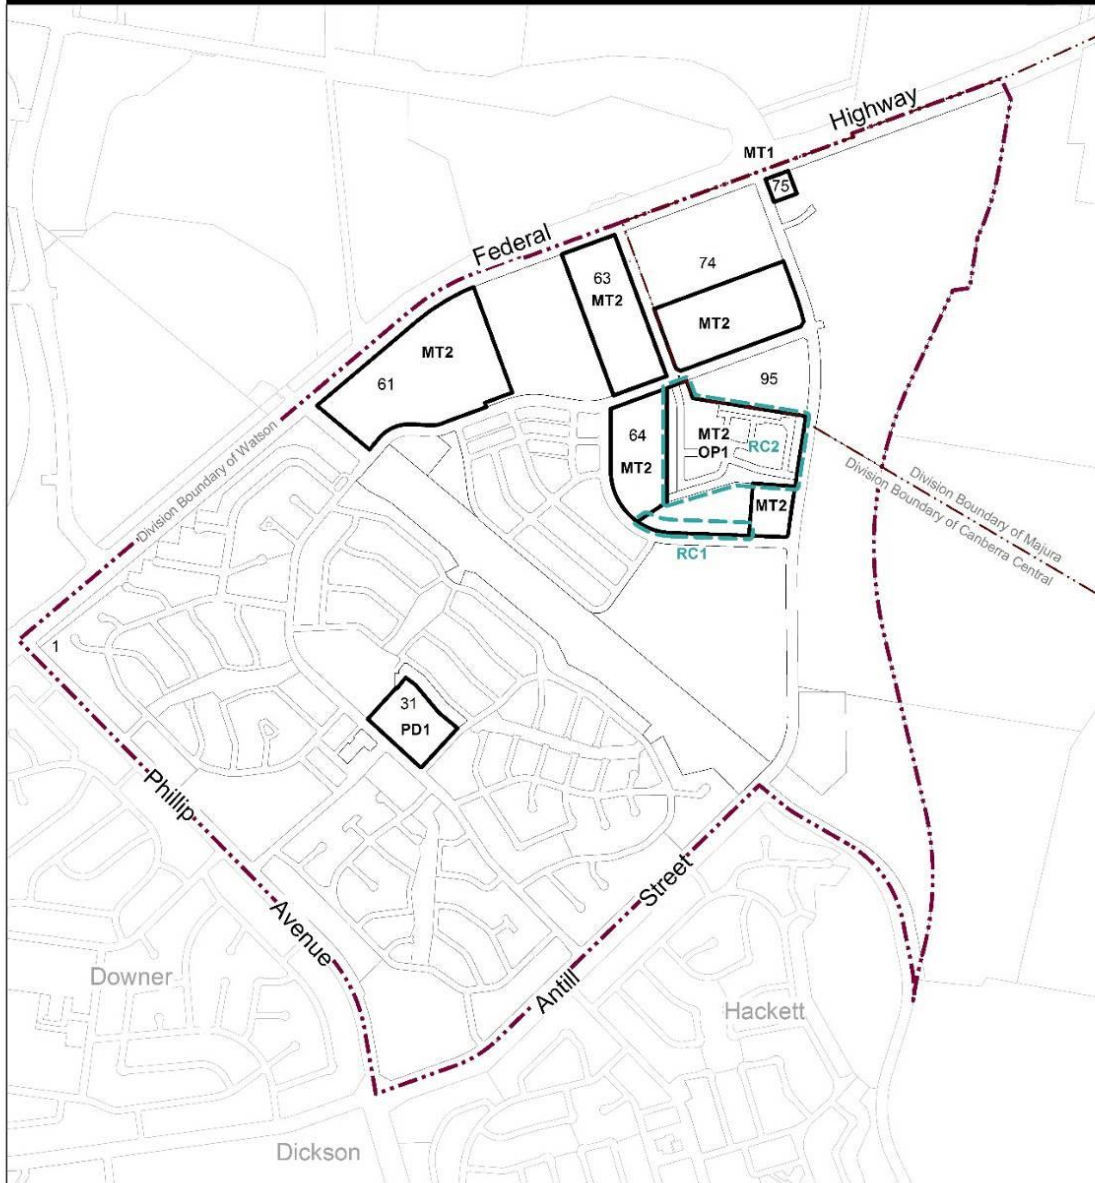 Highway
MT1
75
Federal
74
63
MT2
MT2
MT2
61
95
64
MT2
OP1
RC2
MT2
Division Boundary of Watson
MT2
Division Boundary of Majura
Division Boundary of Canberra Central
RC1
1
31
PD1
Phillip
Street
Avenue
Antill
Downer
Hackett
Dickson